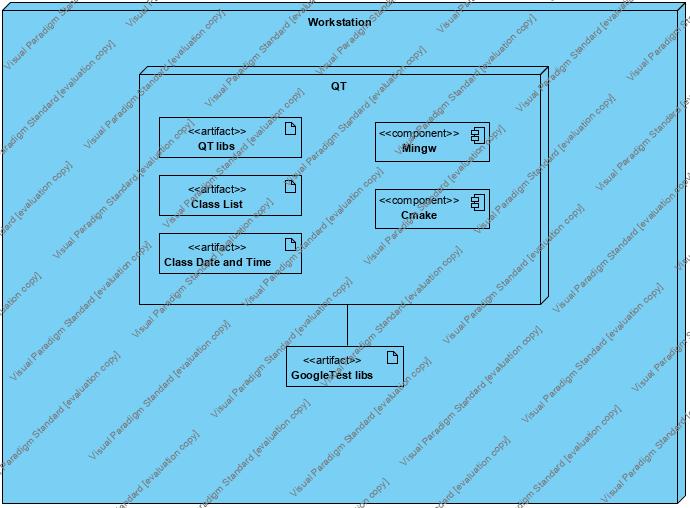 Workstation
QT
<<artifact>>
QT libs
<<artifact>>
Class List
<<artifact>>
Class Date and Time
<<component>>
Mingw
<<component>>
Cmake
<<artifact>>
GoogleTest libs
Visual Paradigm Standard [evaluation copy]